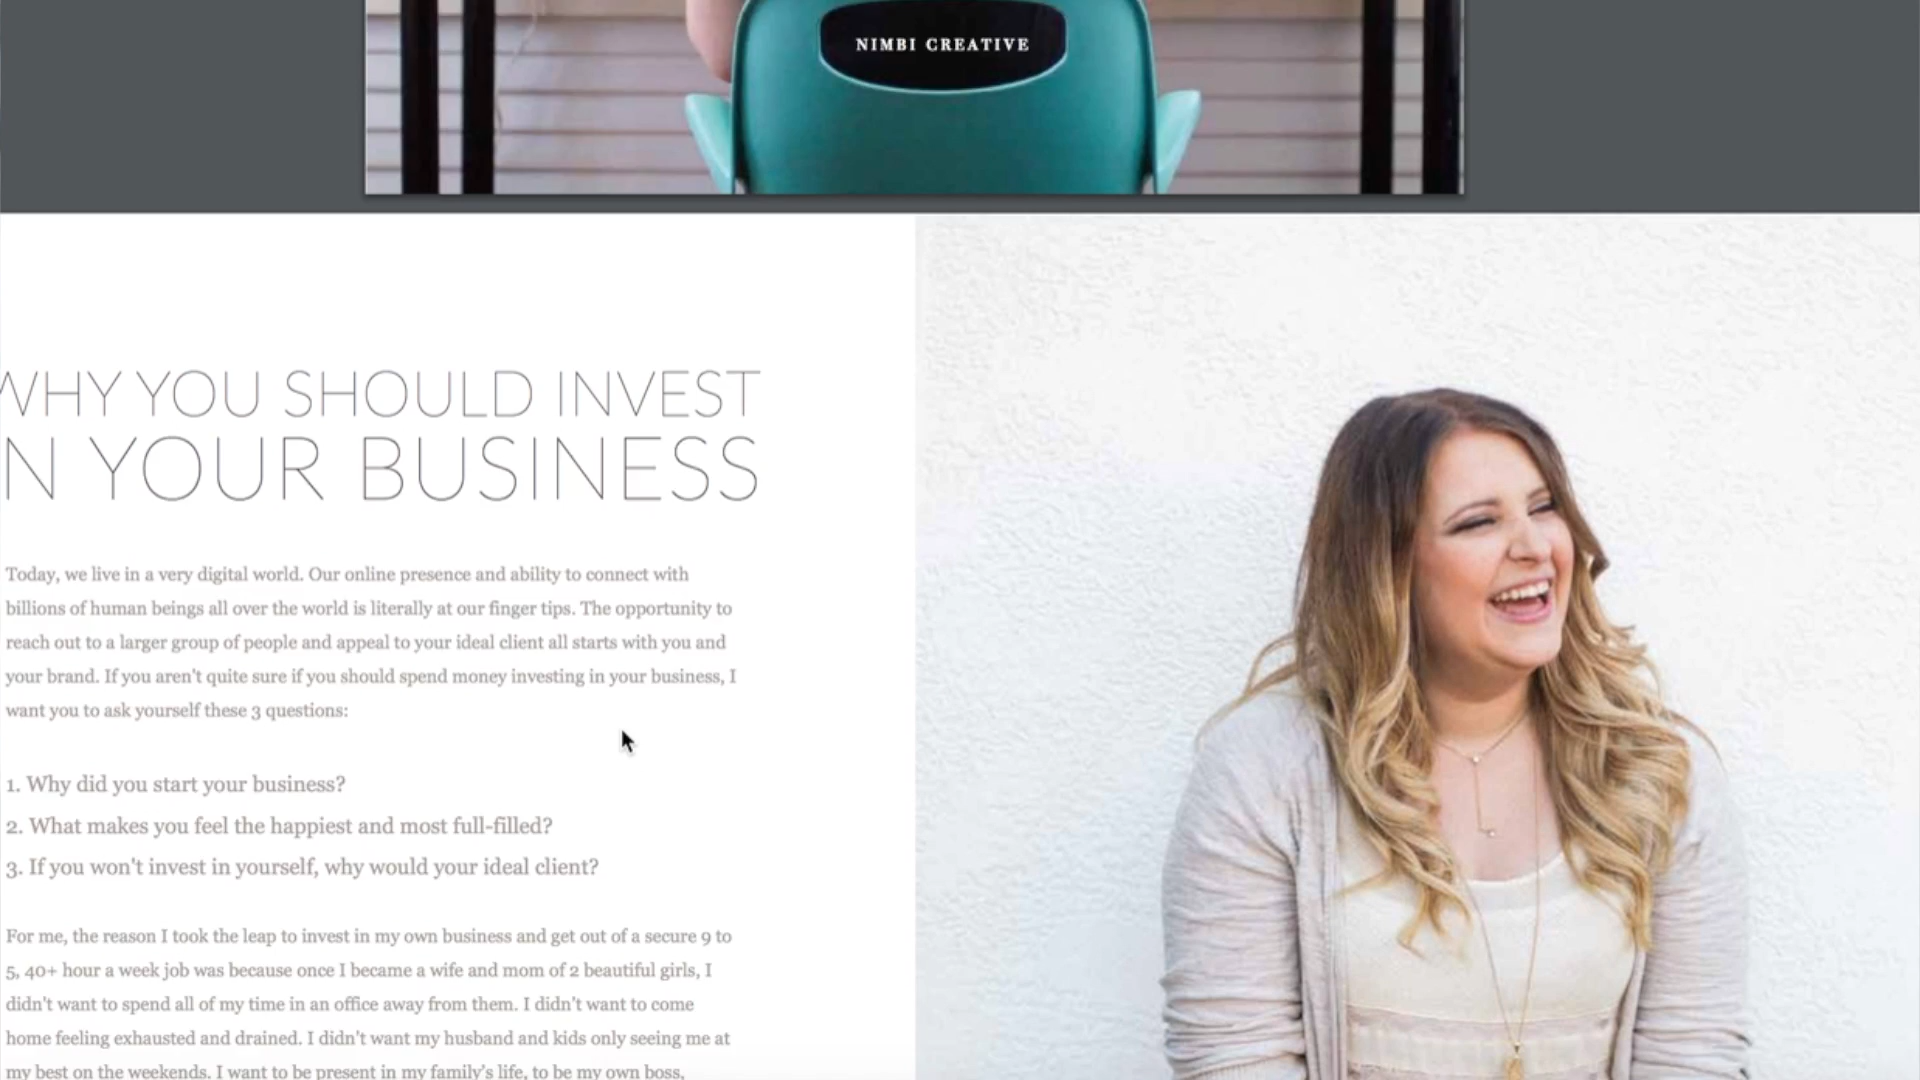 NIMBI CREATIVE
WHY YOU SHOULD INVEST
N YOUR BUSINESS
Today, we live in a very digital world. Our online presence and ability to connect with
billions of human beings all over the world is literally at our finger tips. The opportunity to
reach out to a larger group of people and appeal to your ideal client all starts with you and
your brand. If you aren't quite sure if you should spend money investing in your business, I
want you to ask yourself these 3 questions:
1. Why did you start your business?
2. What makes you feel the happiest and most full-filled?
3. If you won't invest in yourself, why would your ideal client?
For me, the reason I took the leap to invest in my own business and get out of a secure 9 to
5, 40+ hour a week job was because once I became a wife and mom of 2 beautiful girls, I
didn't want to spend all of my time in an office away from them. I didn't want to come
home feeling exhausted and drained. I didn't want my husband and kids only seeing me at
my best on the weekends. I want to be present in my family's life, to be my own boss,